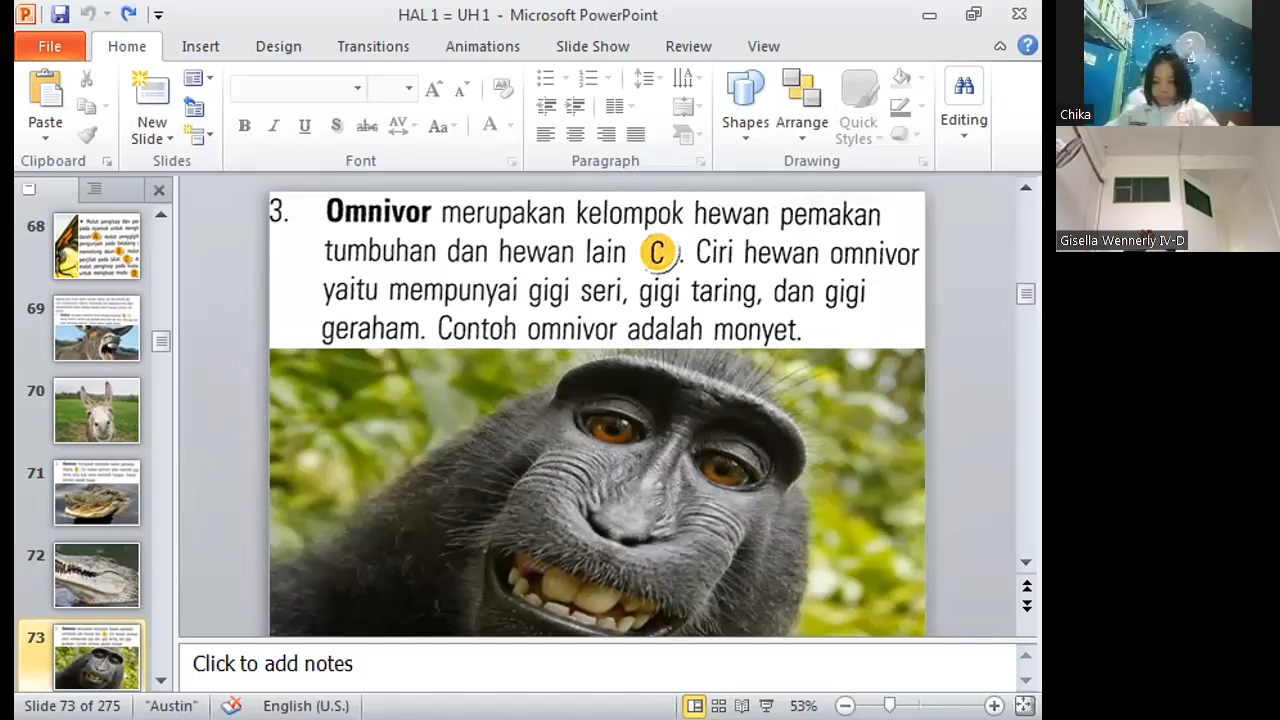 HAL 1 = UH 1 - Microsoft PowerPoint
File Home Insert Design Transitions Animations Slide Show Review View
Paste
New
Slide
Shapes Arrange Quick
Styles
Editing
Clipboard Slides Font Paragraph Drawing
68
69
70
71
72
73
3. Omnivor merupakan kelompok hewan pemakan
tumbuhan dan hewan lain C. Ciri hewan omnivor
yaitu mempunyai gigi seri, gigi taring, dan gigi
geraham. Contoh omnivor adalah monyet.
Click to add notes
Slide 73 of 275 "Austin" English (U.S.) 53%
Chika
Gisella Wennerly IV-D